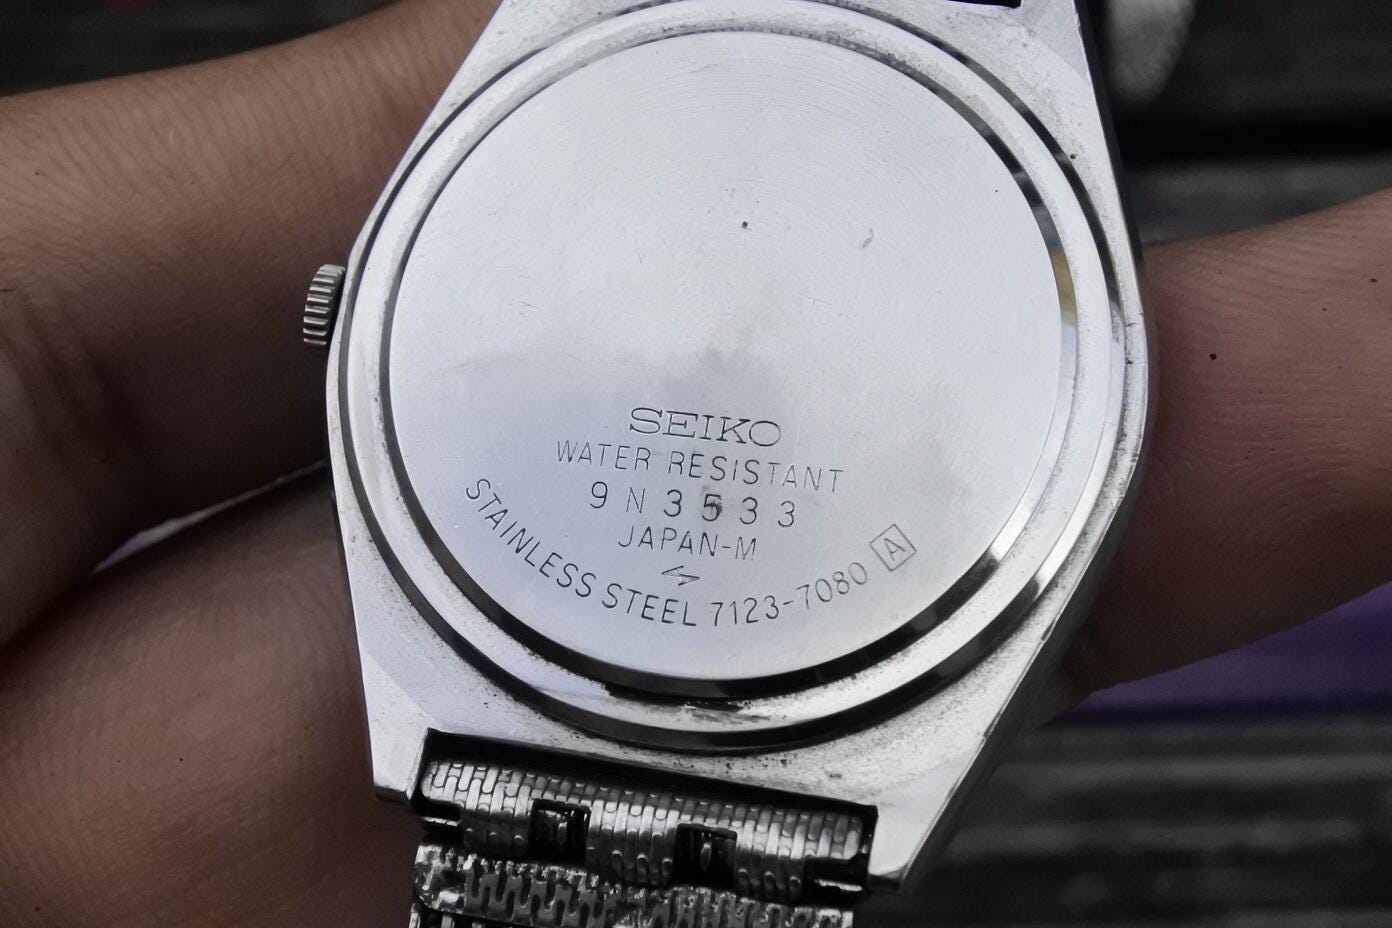 SEIKO
WATER RESISTANT
9N3533
JAPAN-M
STAINLESS STEEL 7123-7080 A